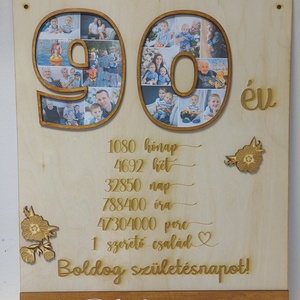 90 év
1080 hónap
4692 hét
32850 nap
788400 óra
47304000 perc
1 szerető család
Boldog születésnapot!